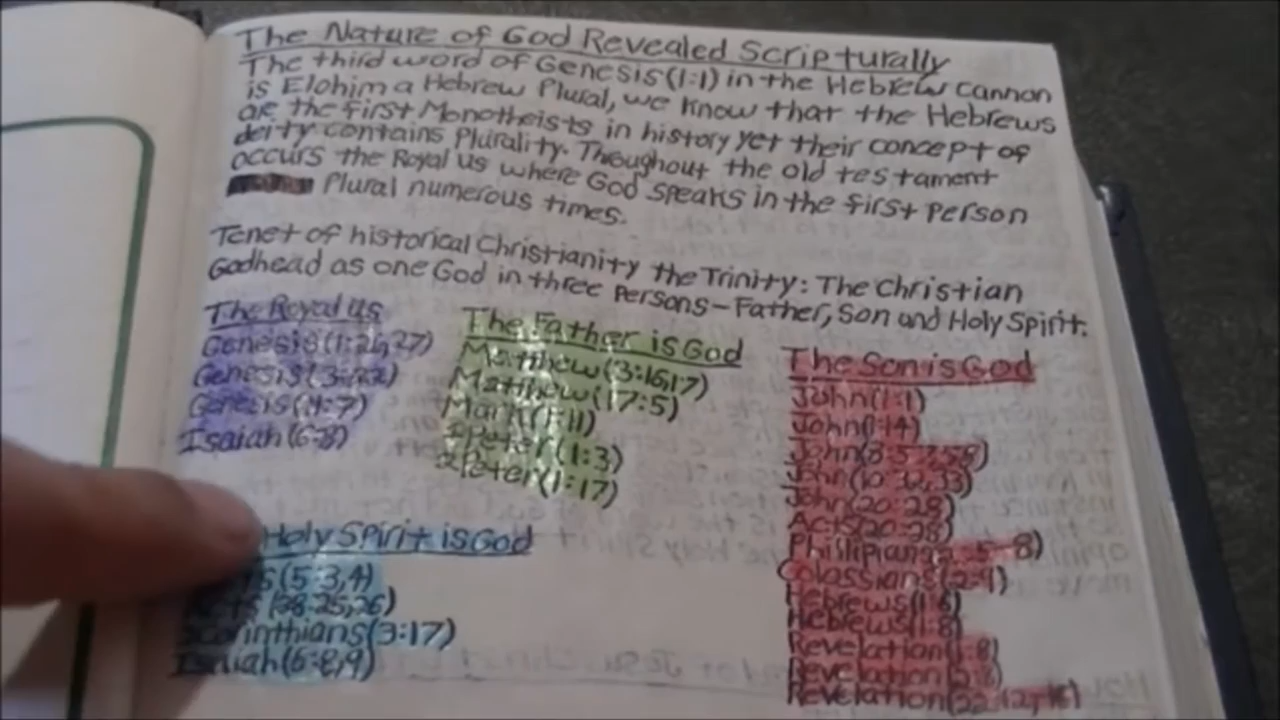 The Nature of God Revealed Scripturally
The third word of Genesis (1:1) in the Hebrew Cannon
is Elohim a Hebrew Plural, we know that the Hebrews
are the first Monotheists in history yet their concept of
deity contains Plurality. Throughout the old testament
occurs the Royal us where God speaks in the first person
Plural numerous times.
Tenet of historical Christianity the Trinity: The Christian
Godhead as one God in three Persons - Father, Son and Holy Spirit.
The Royal us
Genesis (1:26,27)
Genesis (3:22)
Genesis (11:7)
Isaiah (6:8)
The Father is God
Matthew (3:16,17)
Matthew (17:5)
Mark (1:11)
Peter (1:3)
2 Peter (1:17)
Holy Spirit is God
(5:3,4)
(28:25,26)
Corinthians (3:17)
Isaiah (6:8,9)
The Son is God
John (1:1)
John (1:14)
John
John
John (20:28)
Acts (20:28)
Colossians (2:9)
Hebrews (1:6)
Hebrews (1:8)
Revelation (1:8)
Revelation
Revelation